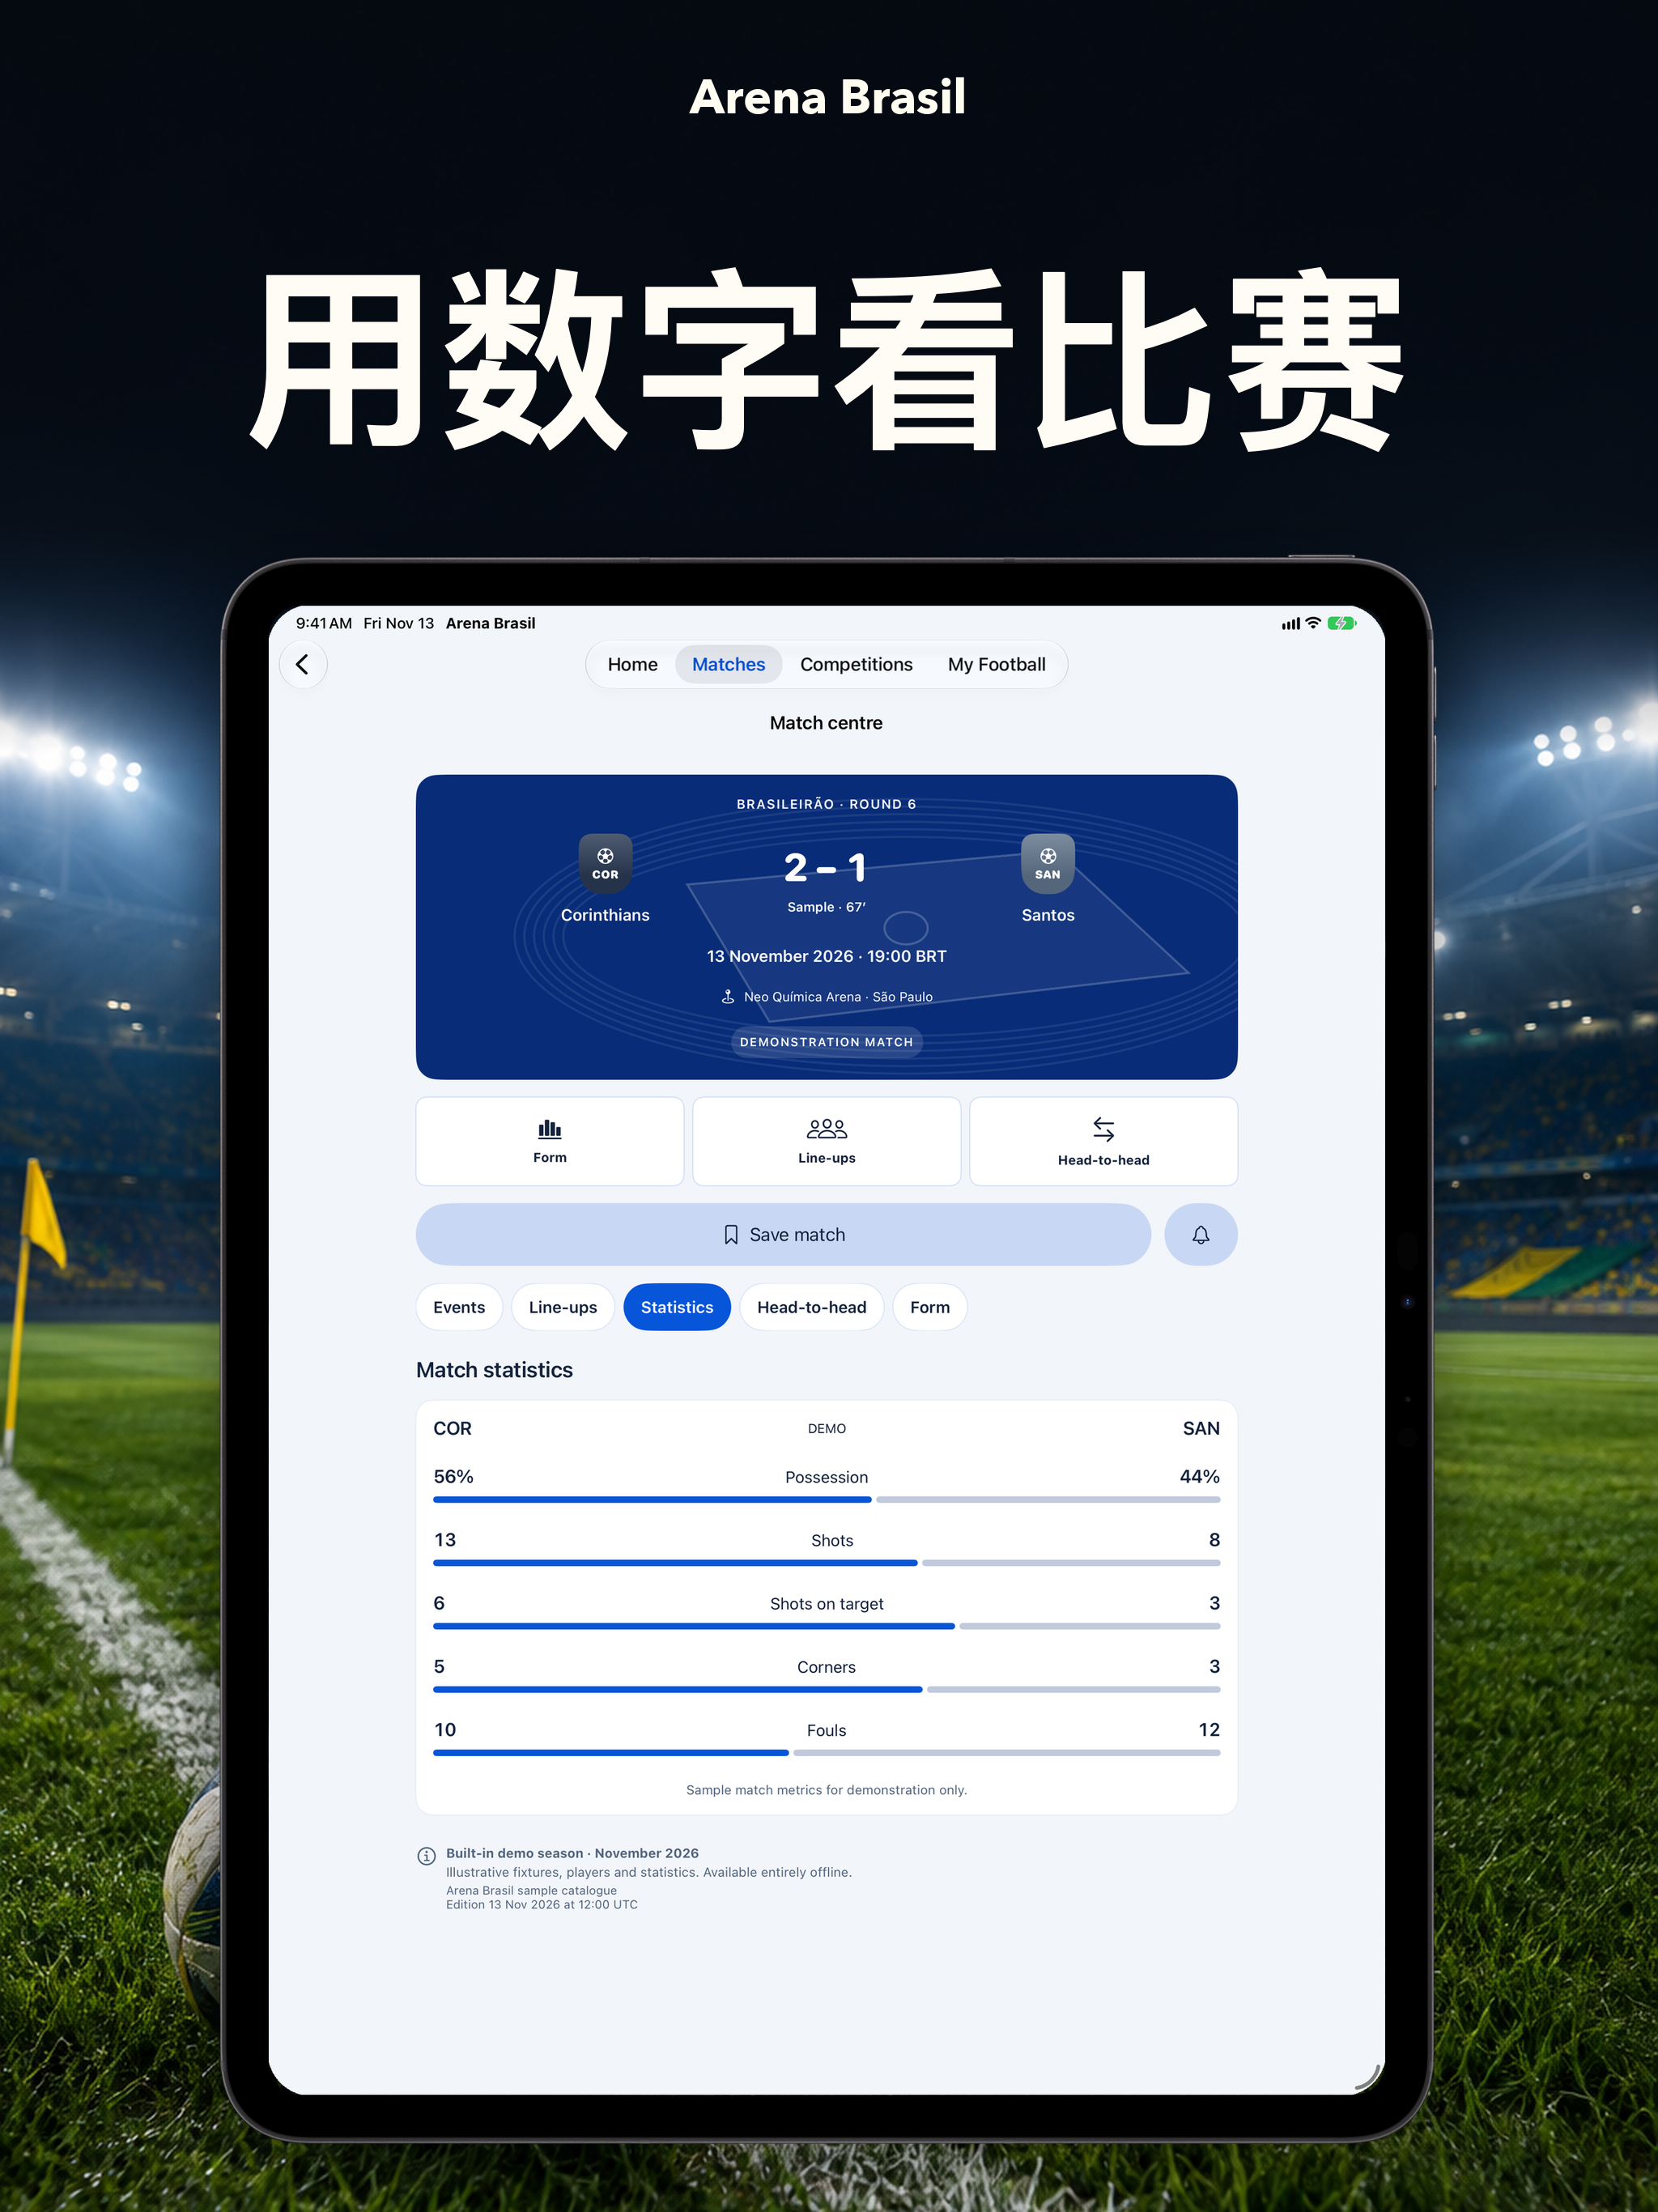 Arena Brasil
用数字看比赛
9:41 AM Fri Nov 13 Arena Brasil
Home Matches Competitions My Football
Match centre
BRASILEIRÃO · ROUND 6
COR 2 – 1 SAN
Sample · 67′
Corinthians Santos
13 November 2026 · 19:00 BRT
Neo Química Arena · São Paulo
DEMONSTRATION MATCH
Form Line-ups Head-to-head
Save match
Events Line-ups Statistics Head-to-head Form
Match statistics
COR DEMO SAN
56% Possession 44%
13 Shots 8
6 Shots on target 3
5 Corners 3
10 Fouls 12
Sample match metrics for demonstration only.
Built-in demo season · November 2026
Illustrative fixtures, players and statistics. Available entirely offline.
Arena Brasil sample catalogue
Edition 13 Nov 2026 at 12:00 UTC